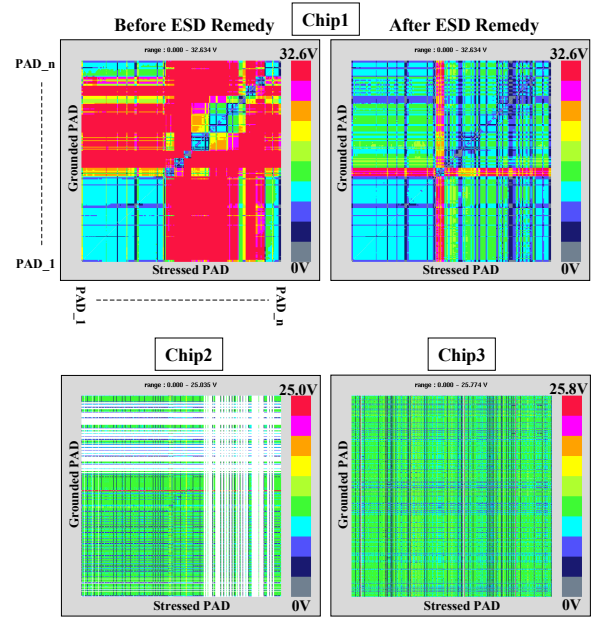 Before ESD Remedy
Chip1
After ESD Remedy
range : 0.000 - 32.634 V
32.6V
range : 0.000 - 32.634 V
32.6V
PAD_n
Grounded PAD
Grounded PAD
PAD_1
Stressed PAD
0V
Stressed PAD
0V
PAD_1
PAD_n
Chip2
Chip3
range : 0.000 - 25.035 V
25.0V
range : 0.000 - 25.774 V
25.8V
Grounded PAD
Grounded PAD
Stressed PAD
0V
Stressed PAD
0V